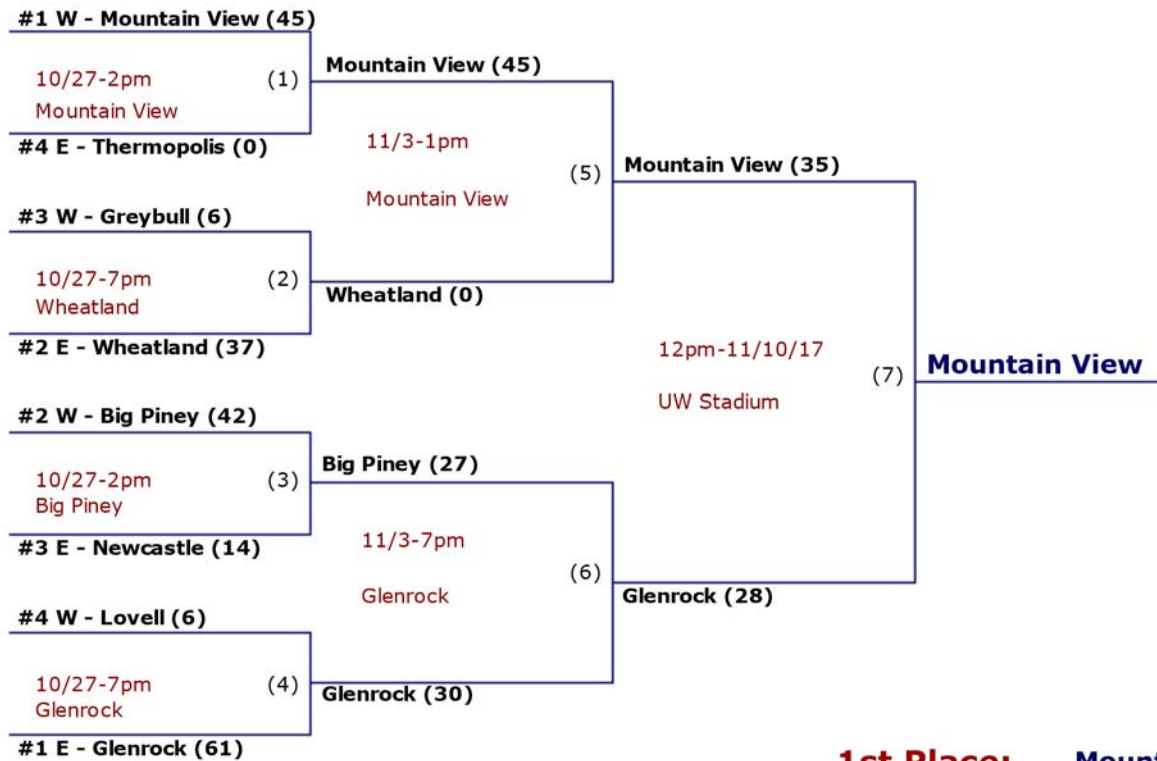 #1 W - Mountain View (45)
10/27-2pm
Mountain View
(1)
#4 E - Thermopolis (0)
Mountain View (45)
11/3-1pm
Mountain View
(5)
#3 W - Greybull (6)
10/27-7pm
Wheatland
(2)
#2 E - Wheatland (37)
Wheatland (0)
Mountain View (35)
12pm-11/10/17
UW Stadium
(7)
Mountain View
#2 W - Big Piney (42)
10/27-2pm
Big Piney
(3)
#3 E - Newcastle (14)
Big Piney (27)
11/3-7pm
Glenrock
(6)
Glenrock (28)
#4 W - Lovell (6)
10/27-7pm
Glenrock
(4)
#1 E - Glenrock (61)
Glenrock (30)
1st Place: